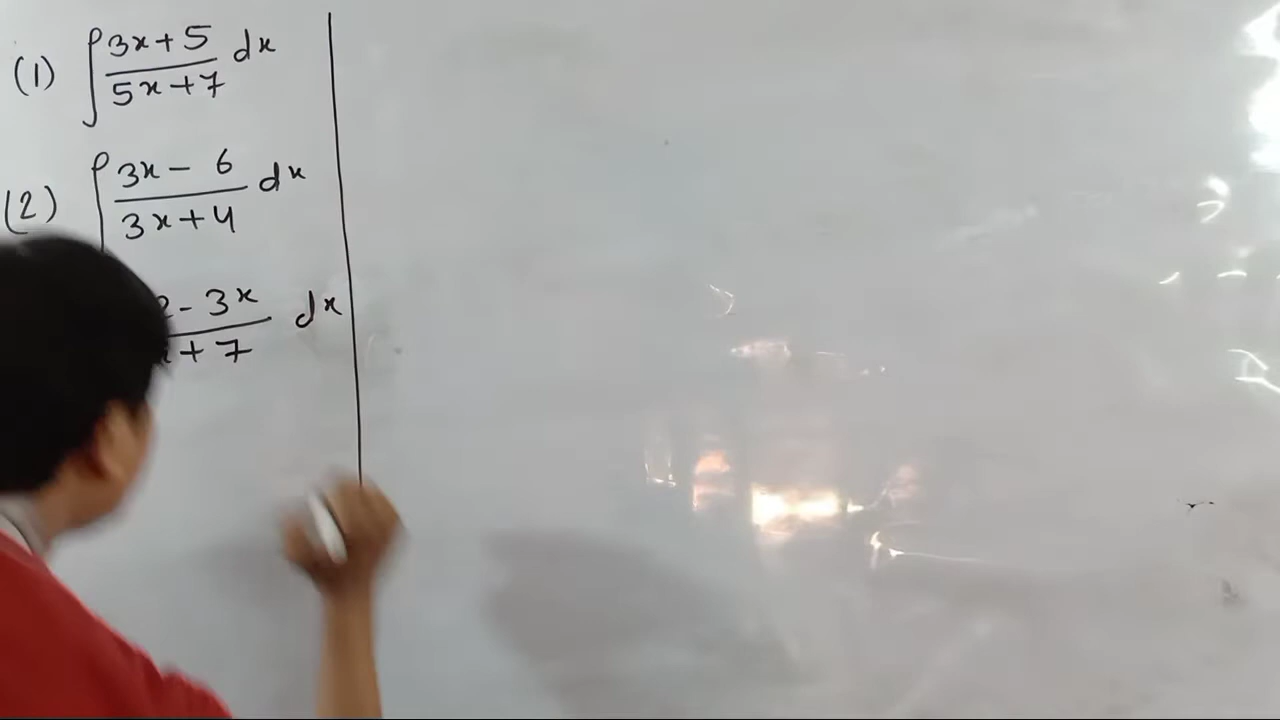 (1) ∫ 3x+5 / 5x+7 dx
(2) ∫ 3x - 6 / 3x+4 dx
2 - 3x / x + 7 dx